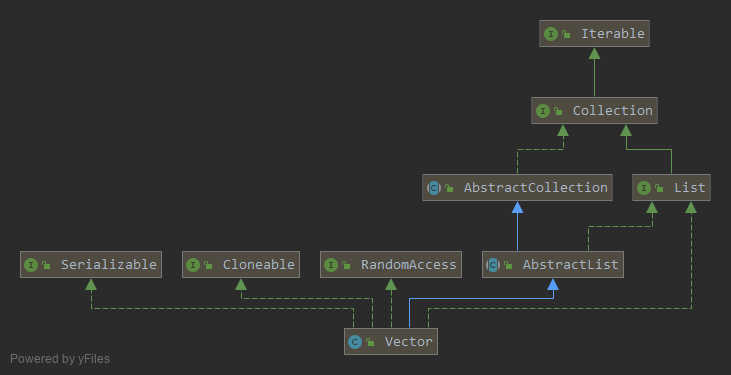 I Iterable
I Collection
C AbstractCollection
I List
I Serializable
I Cloneable
I RandomAccess
C AbstractList
C Vector
Powered by yFiles